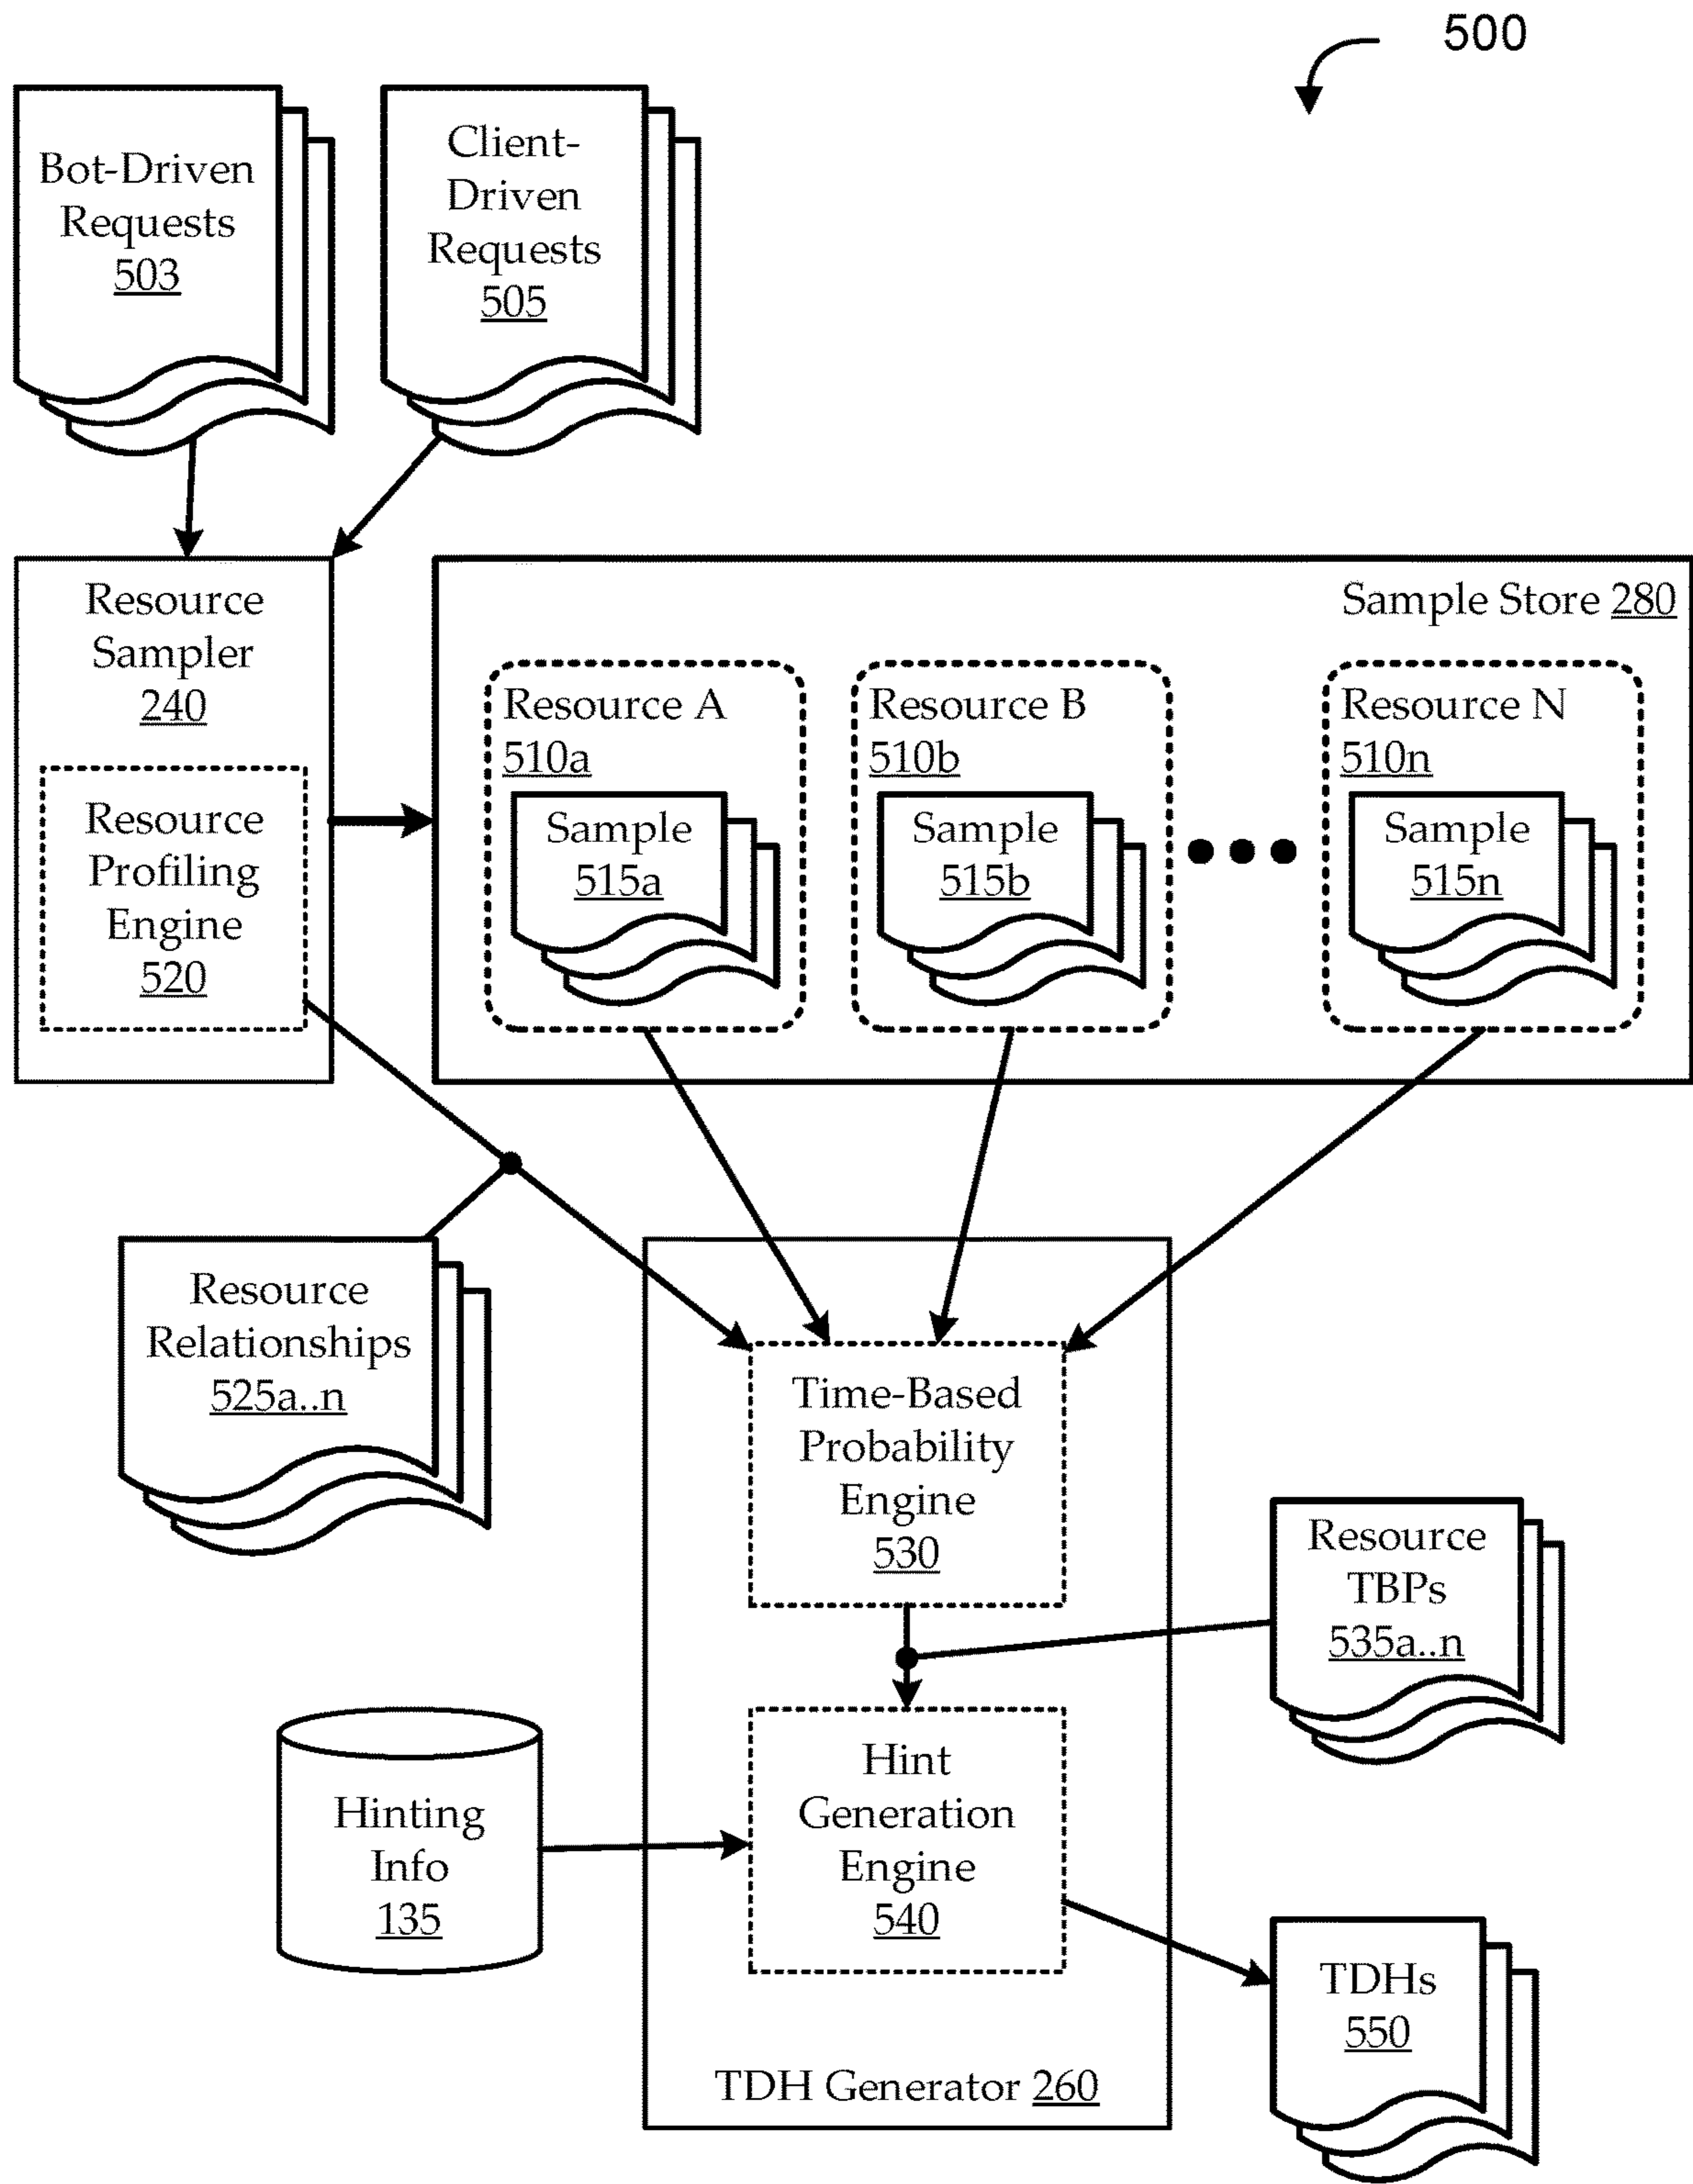 500
Bot-Driven
Requests
503
Client-
Driven
Requests
505
Resource
Sampler
240
Resource
Profiling
Engine
520
Sample Store 280
Resource A
510a
Sample
515a
Resource B
510b
Sample
515b
Resource N
510n
Sample
515n
Resource
Relationships
525a..n
Time-Based
Probability
Engine
530
Resource
TBPs
535a..n
Hinting
Info
135
Hint
Generation
Engine
540
TDHs
550
TDH Generator 260